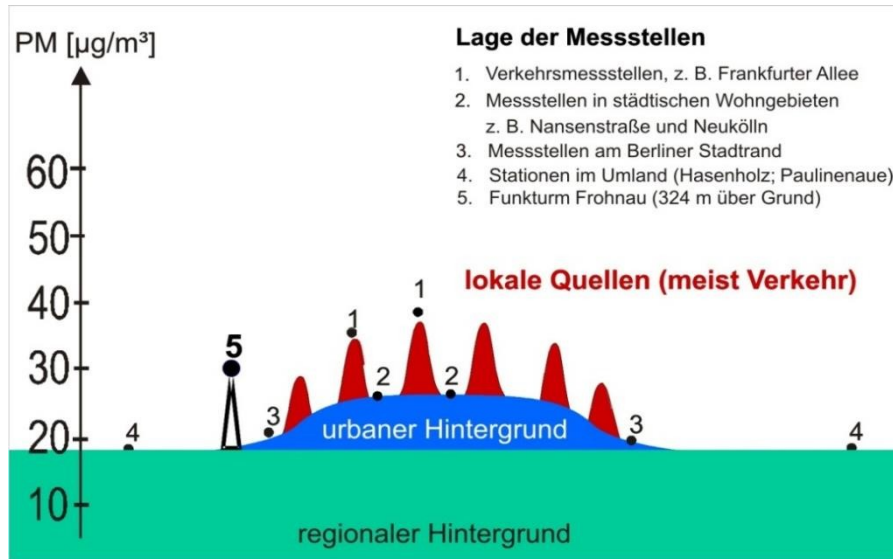 PM [µg/m³]
60
50
40
30
20
10
Lage der Messstellen
1. Verkehrsmessstellen, z. B. Frankfurter Allee
2. Messstellen in städtischen Wohngebieten
z. B. Nansenstraße und Neukölln
3. Messstellen am Berliner Stadtrand
4. Stationen im Umland (Hasenholz; Paulinenaue)
5. Funkturm Frohnau (324 m über Grund)
lokale Quellen (meist Verkehr)
1
1
5
2
2
3
3
4
4
urbaner Hintergrund
regionaler Hintergrund